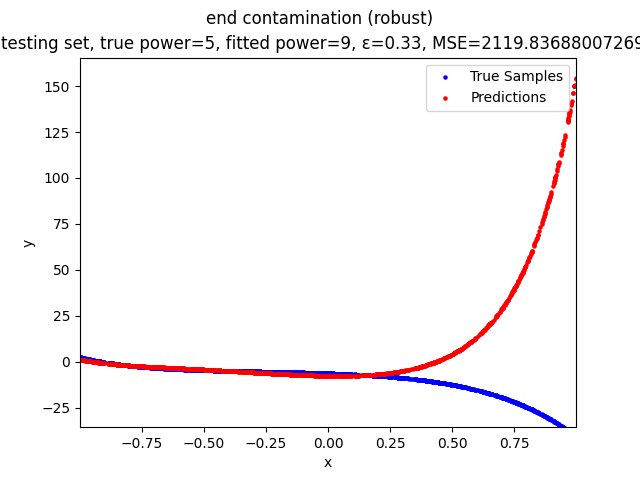 end contamination (robust)
testing set, true power=5, fitted power=9, ε=0.33, MSE=2119.83688007269
True Samples
Predictions
150
125
100
75
50
25
0
−25
y
−0.75 −0.50 −0.25 0.00 0.25 0.50 0.75
x